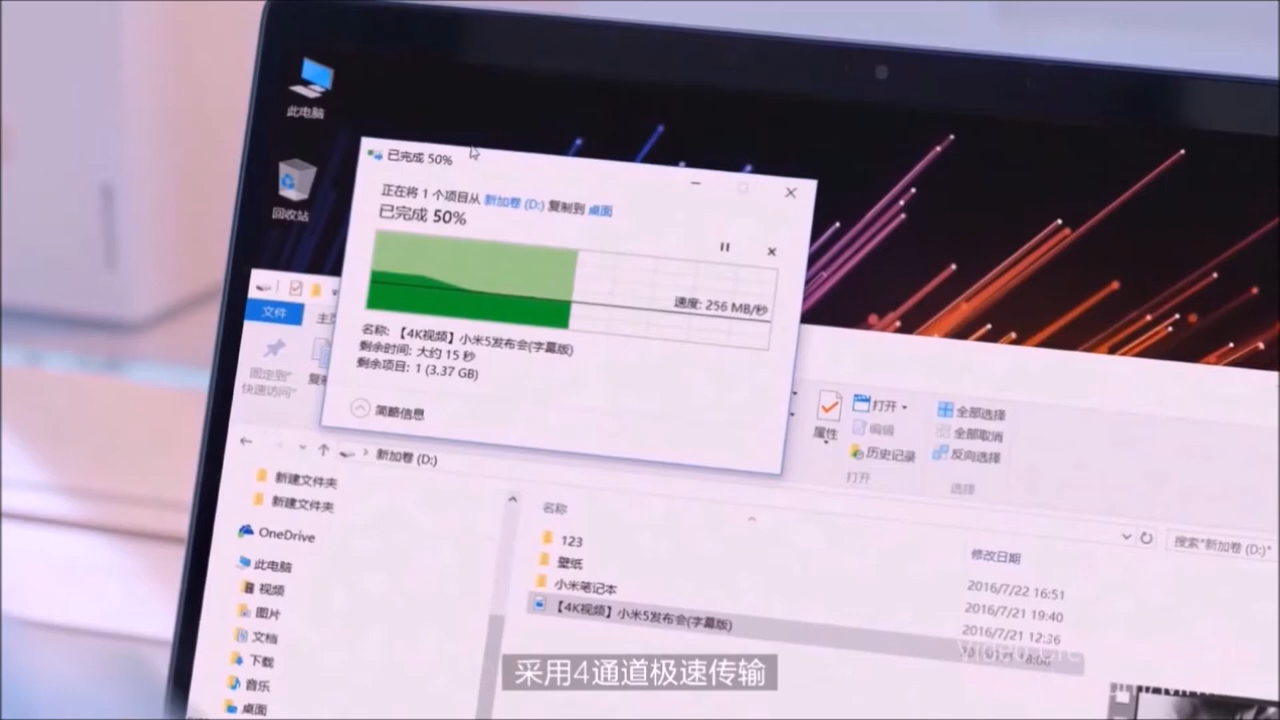 此电脑
回收站
已完成 50%
正在将 1 个项目从 新加卷 (D:) 复制到 桌面
已完成 50%
速度: 256 MB/秒
名称: 【4K视频】小米5发布会(字幕版)
剩余时间: 大约 15 秒
剩余项目: 1 (3.37 GB)
简略信息
文件
固定到"
快速访问"
属性
打开
编辑
历史记录
打开
全部选择
全部取消
反向选择
选择
新加卷 (D:)
搜索"新加卷 (D:)"
新建文件夹
新建文件夹
OneDrive
此电脑
视频
图片
文档
下载
音乐
桌面
名称
修改日期
123
2016/7/22 16:51
壁纸
2016/7/21 19:40
小米笔记本
2016/7/21 12:36
【4K视频】小米5发布会(字幕版)
采用4通道极速传输